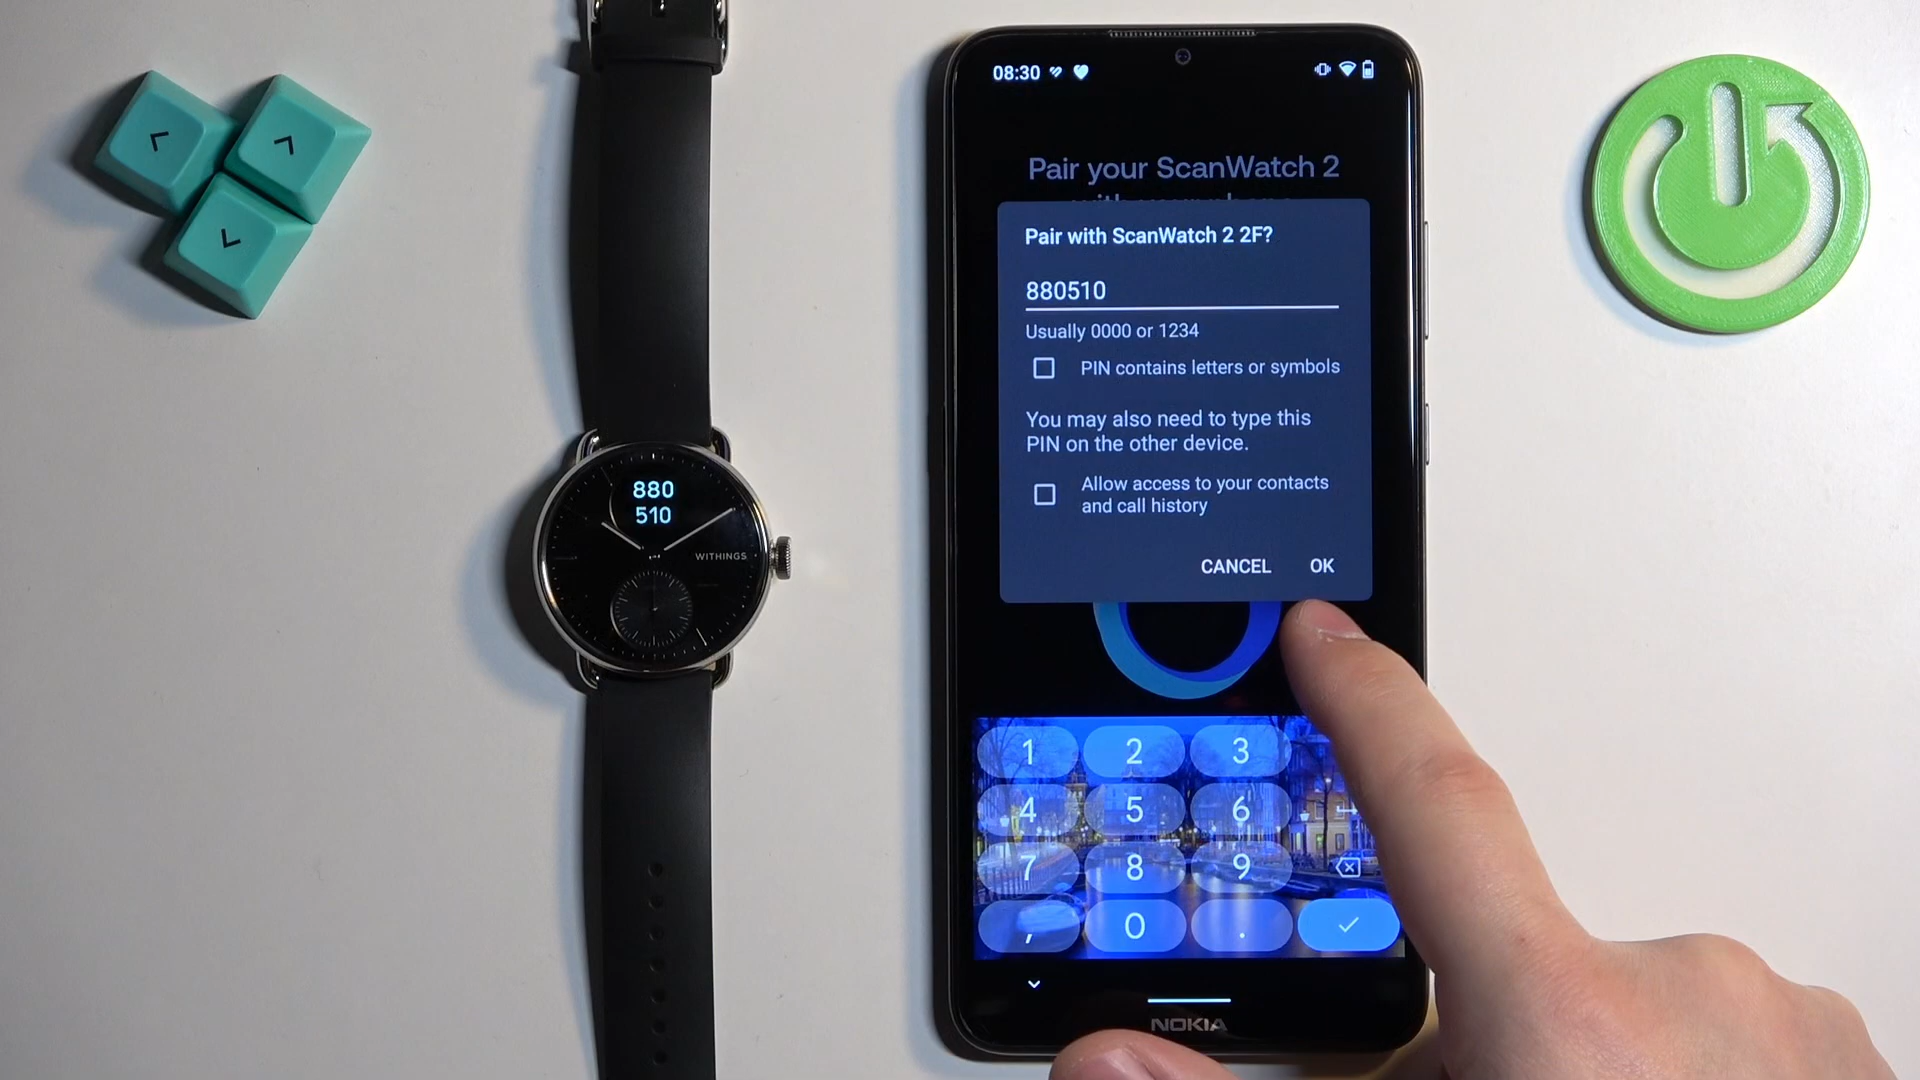 08:30
Pair your ScanWatch 2
Pair with ScanWatch 2 2F?
880510
Usually 0000 or 1234
PIN contains letters or symbols
You may also need to type this
PIN on the other device.
Allow access to your contacts
and call history
CANCEL OK
880
510
WITHINGS
1 2 3
4 5 6
7 8 9
, 0 .
NOKIA